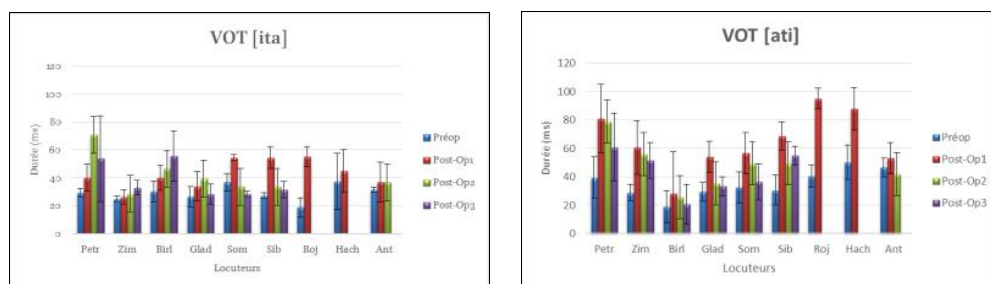 VOT [ita]
Durée (ms)
120
100
80
60
40
20
0
Petr Zim Birl Glad Som Sib Roj Hach Ant
Locuteurs
Préop
Post-Op1
Post-Op2
Post-Op3
VOT [ati]
Durée (ms)
120
100
80
60
40
20
0
Petr Zim Birl Glad Som Sib Roj Hach Ant
Locuteurs
Préop
Post-Op1
Post-Op2
Post-Op3